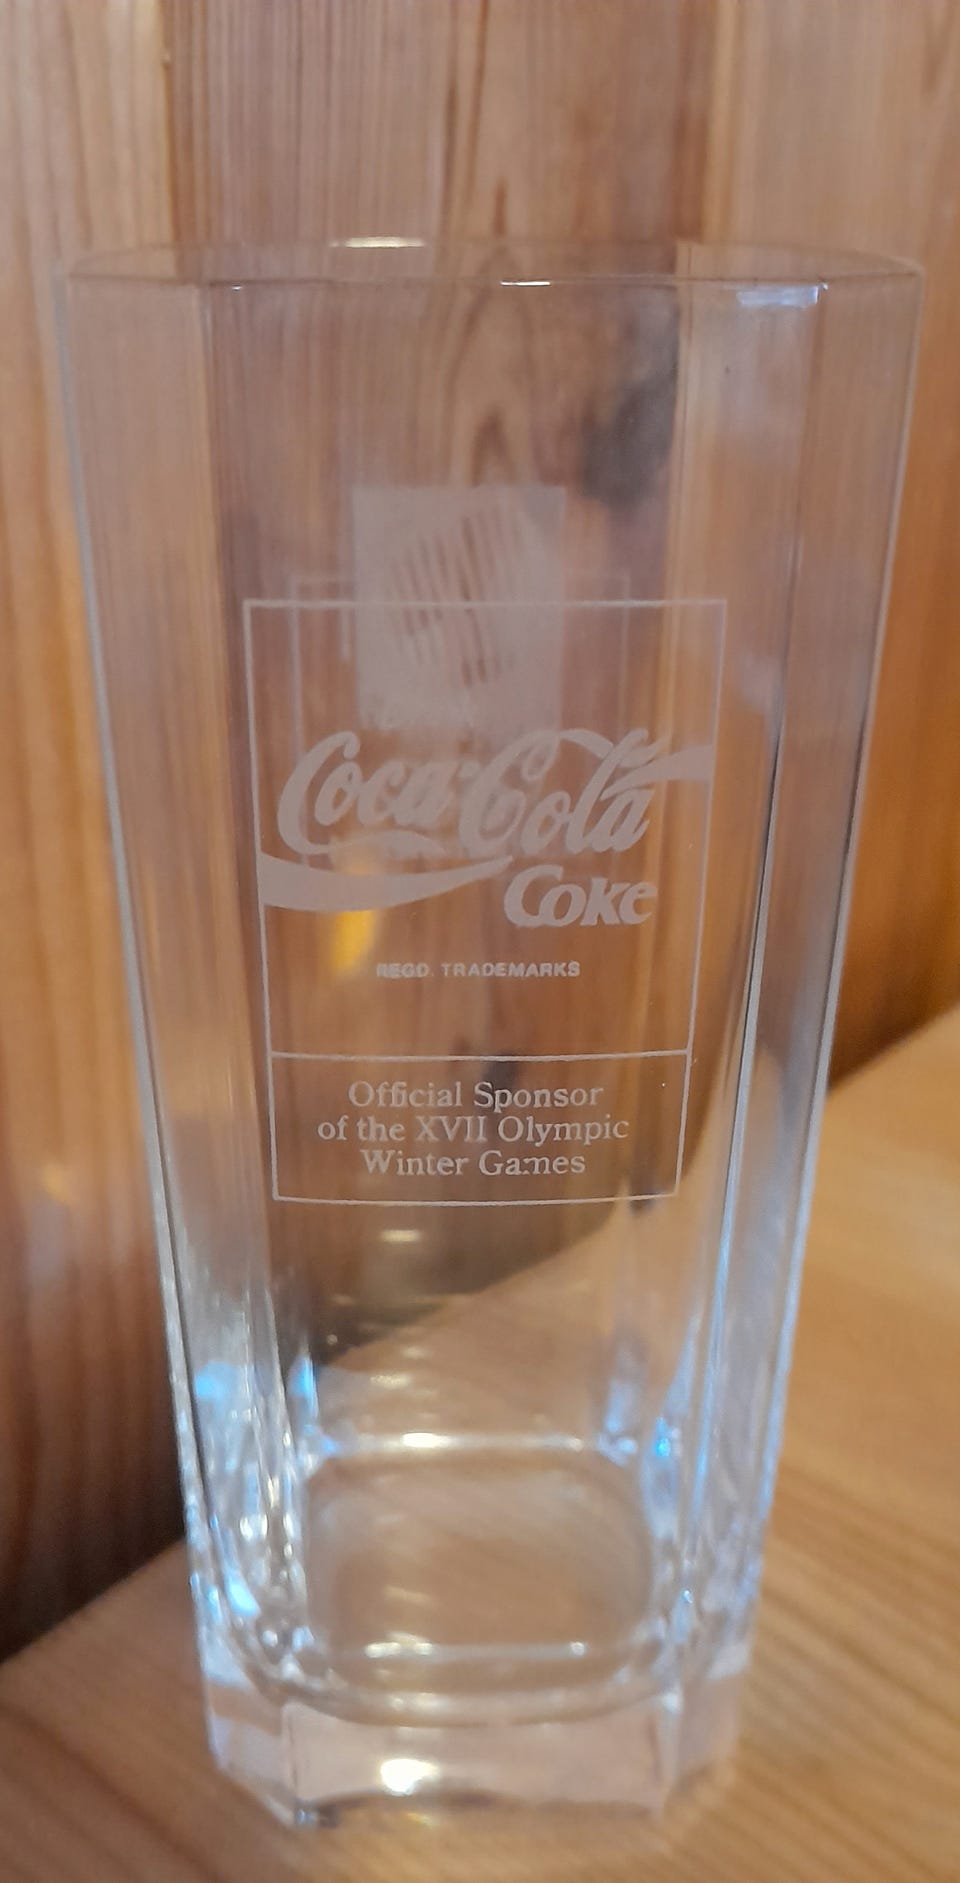 Coca-Cola
Coke
REGD. TRADEMARKS
Official Sponsor
of the XVII Olympic
Winter Games